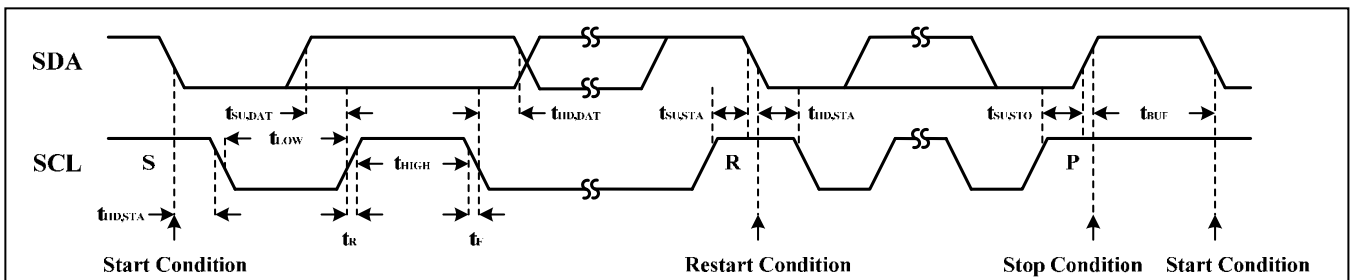 SDA
tSU,DAT
tHD,DAT
tSU,STA
tHD,STA
tSU,STO
tBUF
tLOW
SCL
S
tHIGH
R
P
tHD,STA
tR
tF
Start Condition
Restart Condition
Stop Condition
Start Condition